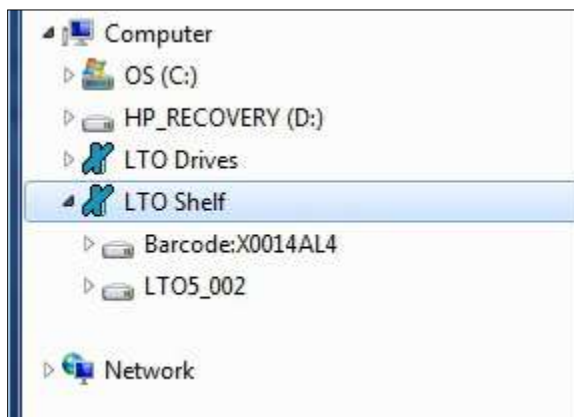 Computer
OS (C:)
HP_RECOVERY (D:)
LTO Drives
LTO Shelf
Barcode:X0014AL4
LTO5_002
Network